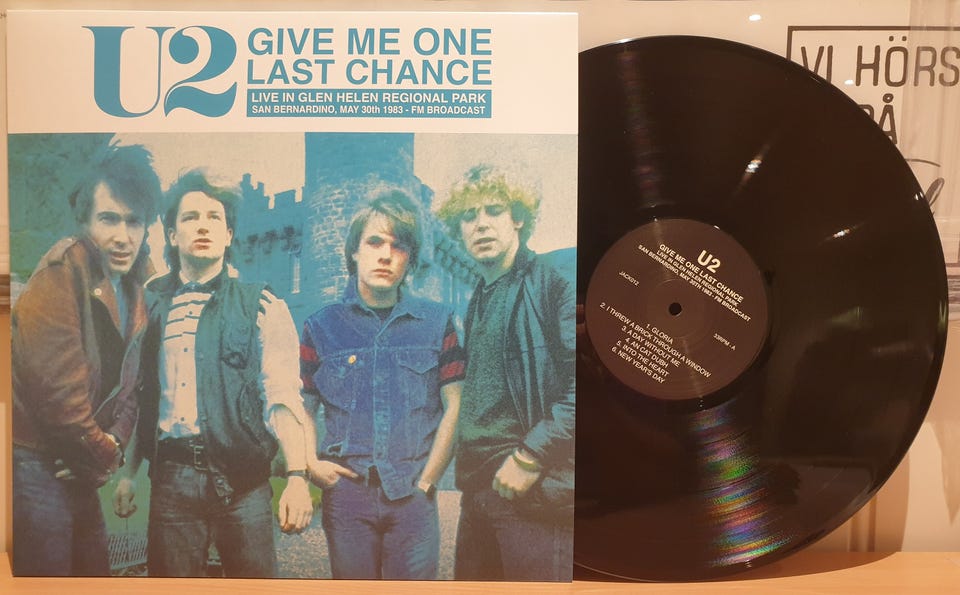 U2
GIVE ME ONE
LAST CHANCE
LIVE IN GLEN HELEN REGIONAL PARK
SAN BERNARDINO, MAY 30th 1983 - FM BROADCAST
VI HÖRS
PÅ
U2
GIVE ME ONE LAST CHANCE
LIVE IN GLEN HELEN REGIONAL PARK
SAN BERNARDINO, MAY 30TH 1983 - FM BROADCAST
JACK012
33RPM - A
1. GLORIA
2. I THREW A BRICK THROUGH A WINDOW
3. A DAY WITHOUT ME
4. AN CAT DUBH
5. INTO THE HEART
6. NEW YEAR'S DAY